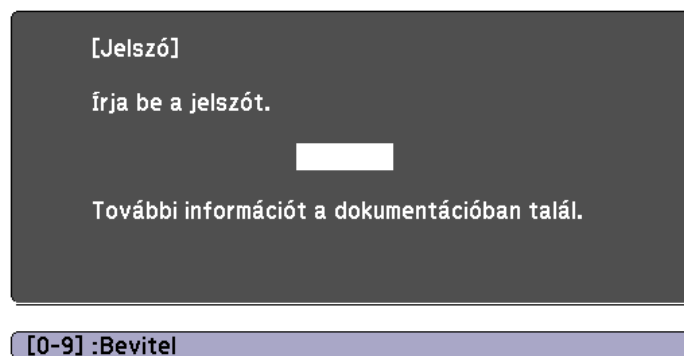 [Jelszó]
Írja be a jelszót.
További információt a dokumentációban talál.
[0-9] :Bevitel